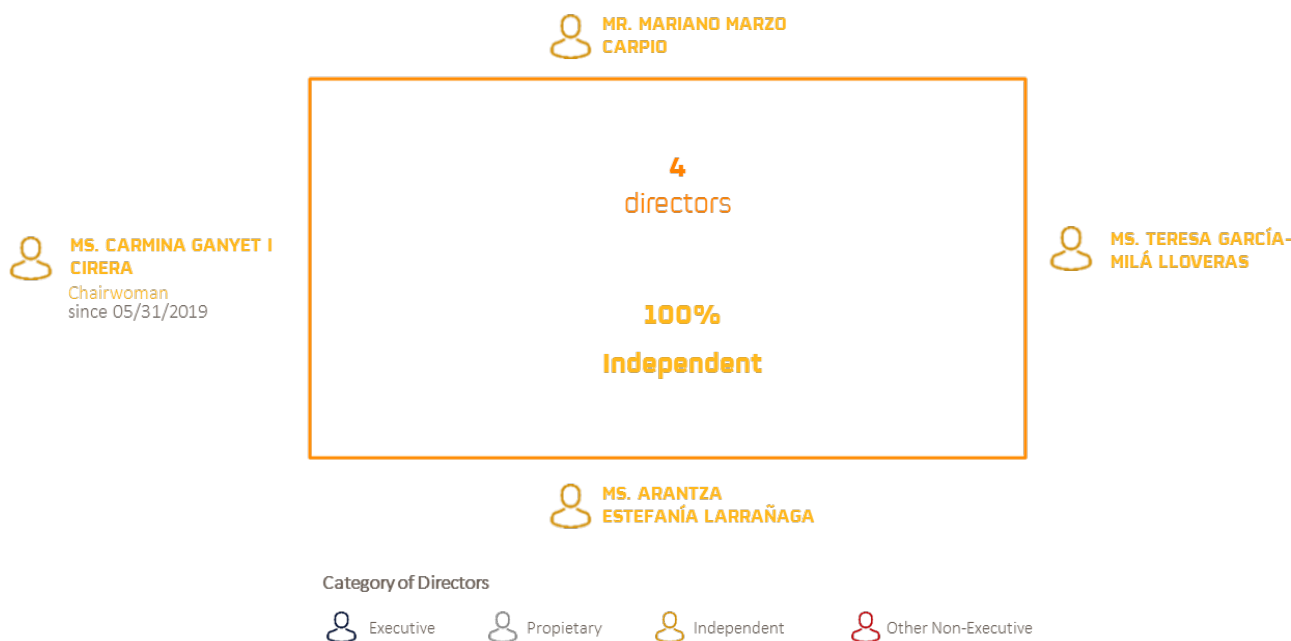 MR. MARIANO MARZO
CARPIO
4
directors
MS. CARMINA GANYET I
CIRERA
Chairwoman
since 05/31/2019
MS. TERESA GARCÍA-
MILÁ LLOVERAS
100%
Independent
MS. ARANTZA
ESTEFANÍA LARRAÑAGA
Category of Directors
Executive
Propietary
Independent
Other Non-Executive